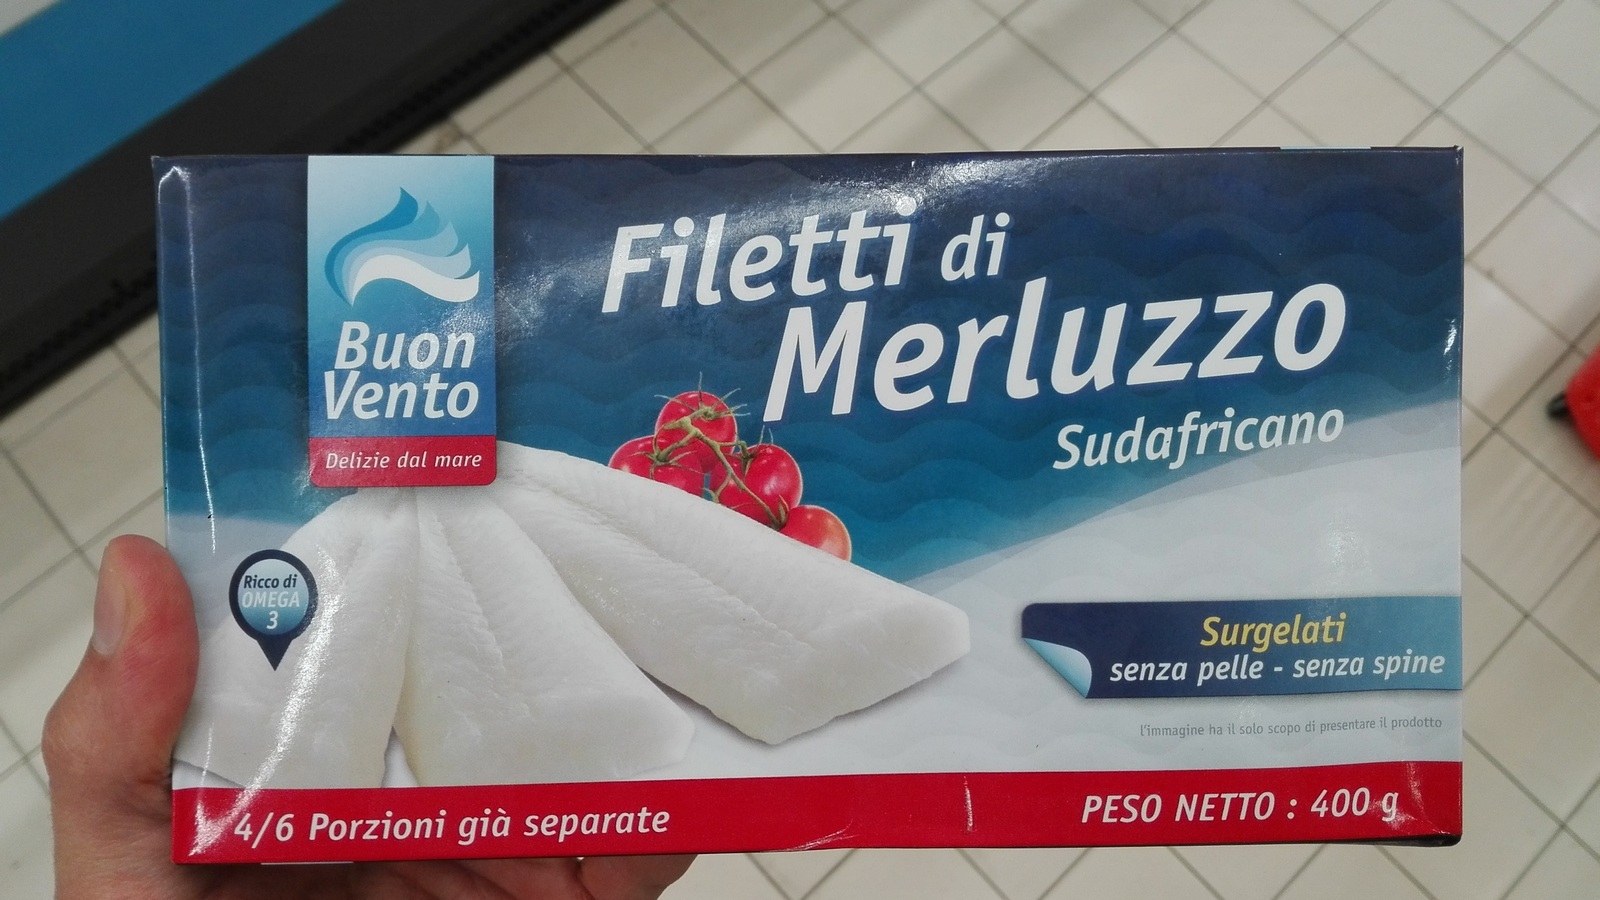 Filetti di
Merluzzo
Sudafricano
Buon
Vento
Delizie dal mare
Ricco di
OMEGA
3
Surgelati
senza pelle - senza spine
l'immagine ha il solo scopo di presentare il prodotto
4/6 Porzioni già separate
PESO NETTO : 400 g